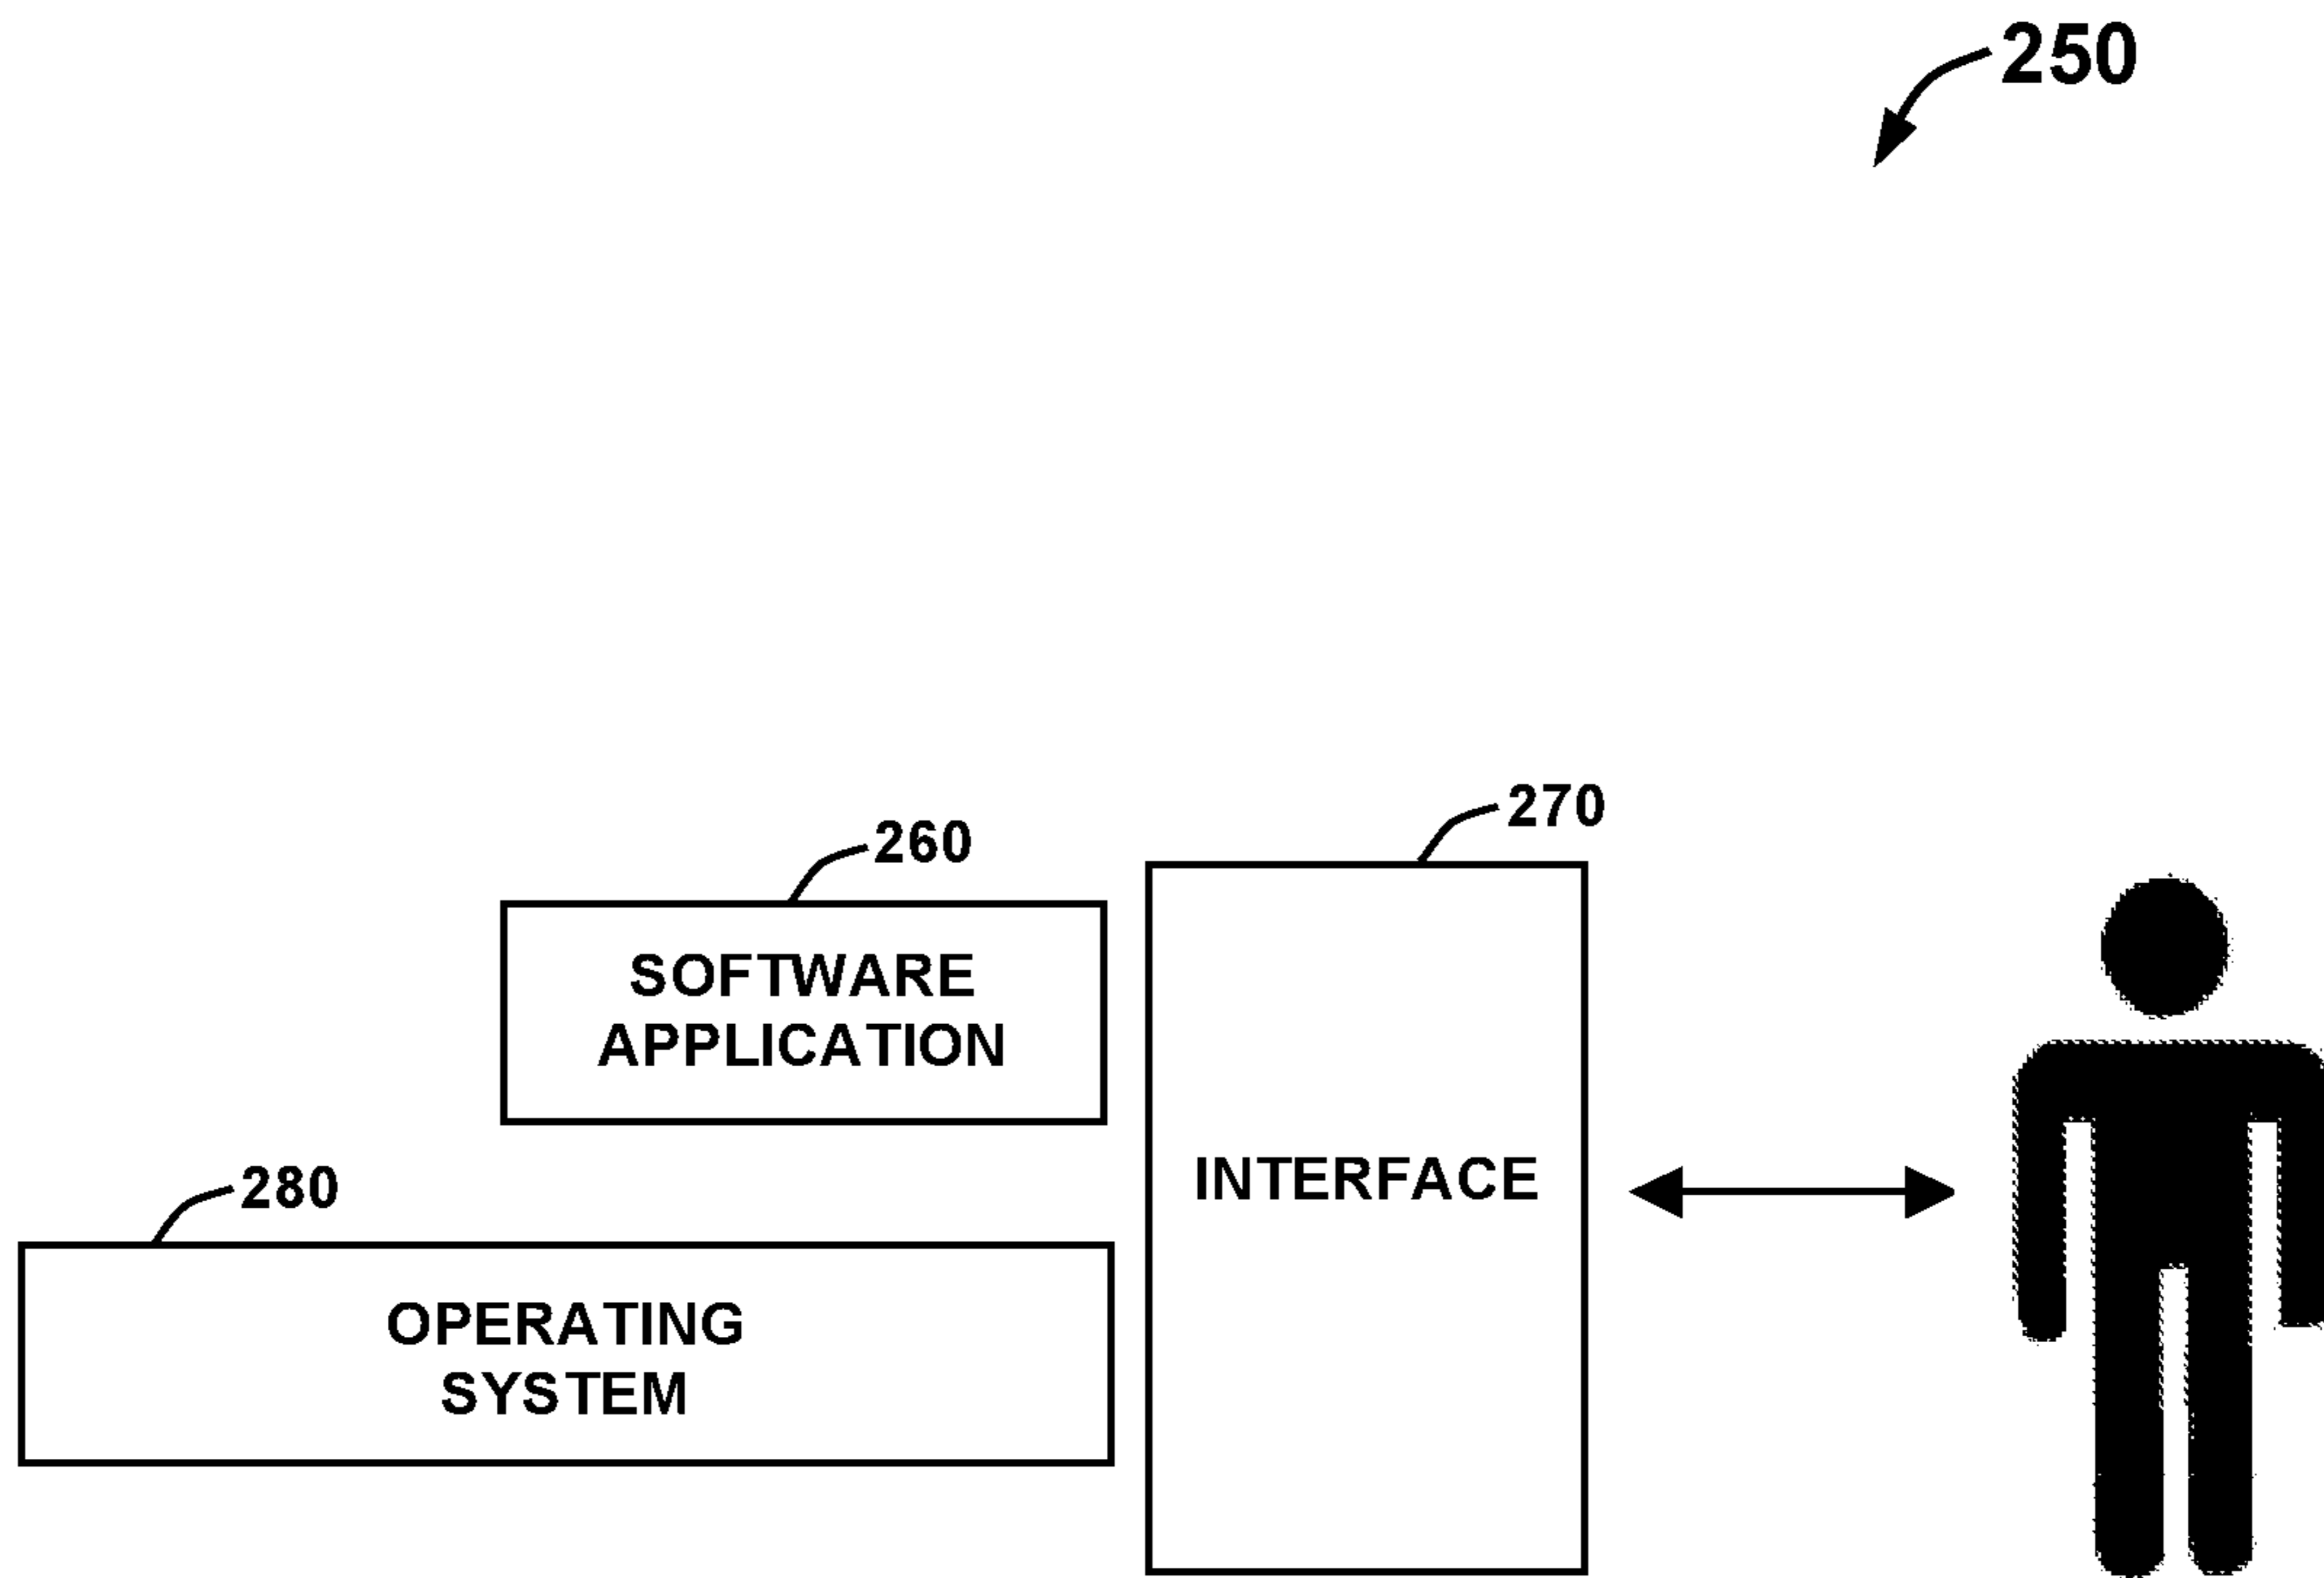 250
270
260
SOFTWARE
APPLICATION
INTERFACE
280
OPERATING
SYSTEM